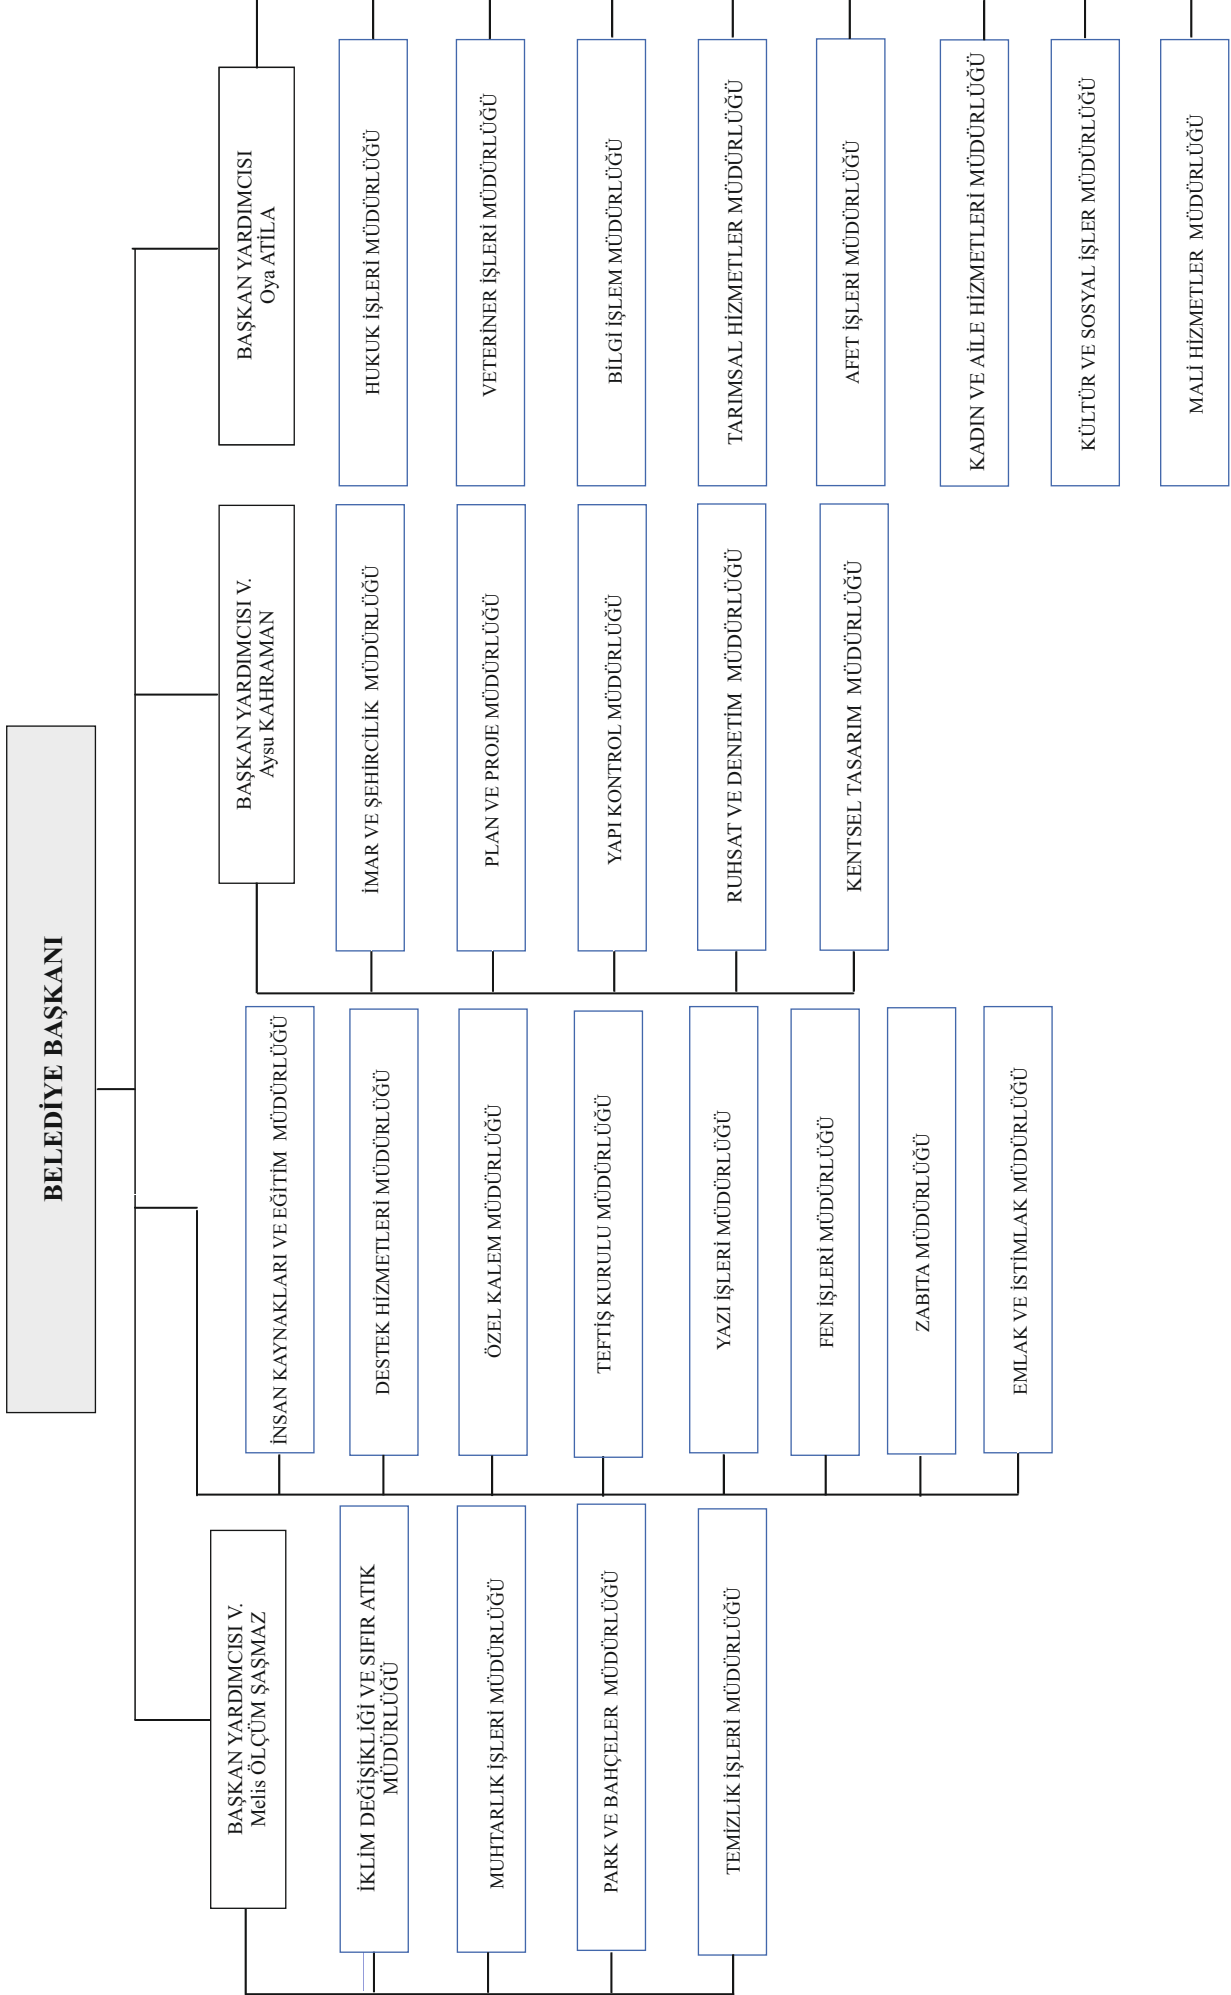 BELEDİYE BAŞKANI
BAŞKAN YARDIMCISI V.
Melis ÖLÇÜM ŞAŞMAZ
İKLİM DEĞİŞİKLİĞİ VE SIFIR ATIK
MÜDÜRLÜĞÜ
MUHTARLIK İŞLERİ MÜDÜRLÜĞÜ
PARK VE BAHÇELER MÜDÜRLÜĞÜ
TEMİZLİK İŞLERİ MÜDÜRLÜĞÜ
İNSAN KAYNAKLARI VE EĞİTİM MÜDÜRLÜĞÜ
DESTEK HİZMETLERİ MÜDÜRLÜĞÜ
ÖZEL KALEM MÜDÜRLÜĞÜ
TEFTİŞ KURULU MÜDÜRLÜĞÜ
YAZI İŞLERİ MÜDÜRLÜĞÜ
FEN İŞLERİ MÜDÜRLÜĞÜ
ZABITA MÜDÜRLÜĞÜ
EMLAK VE İSTİMLAK MÜDÜRLÜĞÜ
BAŞKAN YARDIMCISI V.
Aysu KAHRAMAN
İMAR VE ŞEHİRCİLİK MÜDÜRLÜĞÜ
PLAN VE PROJE MÜDÜRLÜĞÜ
YAPI KONTROL MÜDÜRLÜĞÜ
RUHSAT VE DENETİM MÜDÜRLÜĞÜ
KENTSEL TASARIM MÜDÜRLÜĞÜ
BAŞKAN YARDIMCISI
Oya ATİLA
HUKUK İŞLERİ MÜDÜRLÜĞÜ
VETERİNER İŞLERİ MÜDÜRLÜĞÜ
BİLGİ İŞLEM MÜDÜRLÜĞÜ
TARIMSAL HİZMETLER MÜDÜRLÜĞÜ
AFET İŞLERİ MÜDÜRLÜĞÜ
KADIN VE AİLE HİZMETLERİ MÜDÜRLÜĞÜ
KÜLTÜR VE SOSYAL İŞLER MÜDÜRLÜĞÜ
MALİ HİZMETLER MÜDÜRLÜĞÜ